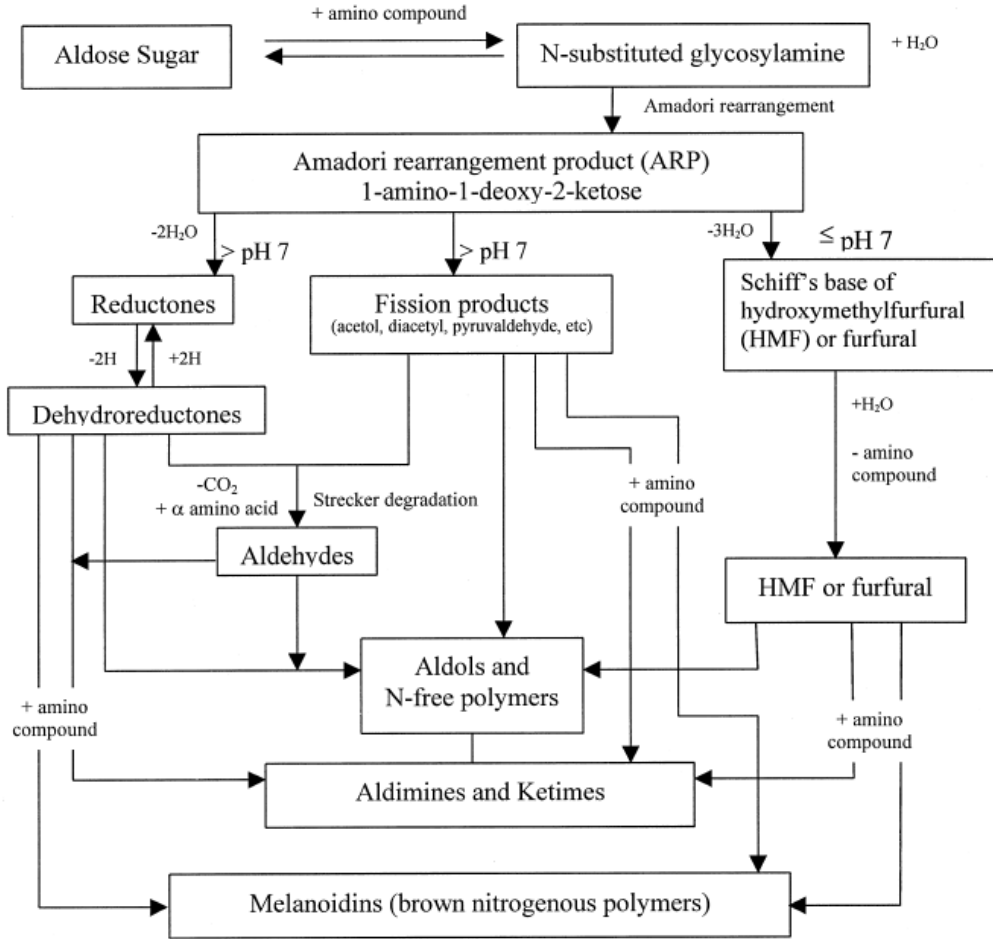 + amino compound
Aldose Sugar
N-substituted glycosylamine
+ H₂O
Amadori rearrangement
Amadori rearrangement product (ARP)
1-amino-1-deoxy-2-ketose
-2H₂O
> pH 7
> pH 7
-3H₂O
≤ pH 7
Reductones
Fission products
(acetol, diacetyl, pyruvaldehyde, etc)
Schiff's base of
hydroxymethylfurfural
(HMF) or furfural
-2H
+2H
Dehydroreductones
+H₂O
- amino
compound
-CO₂
+ α amino acid
Strecker degradation
+ amino
compound
Aldehydes
HMF or furfural
Aldols and
N-free polymers
+ amino
compound
+ amino
compound
Aldimines and Ketimes
Melanoidins (brown nitrogenous polymers)